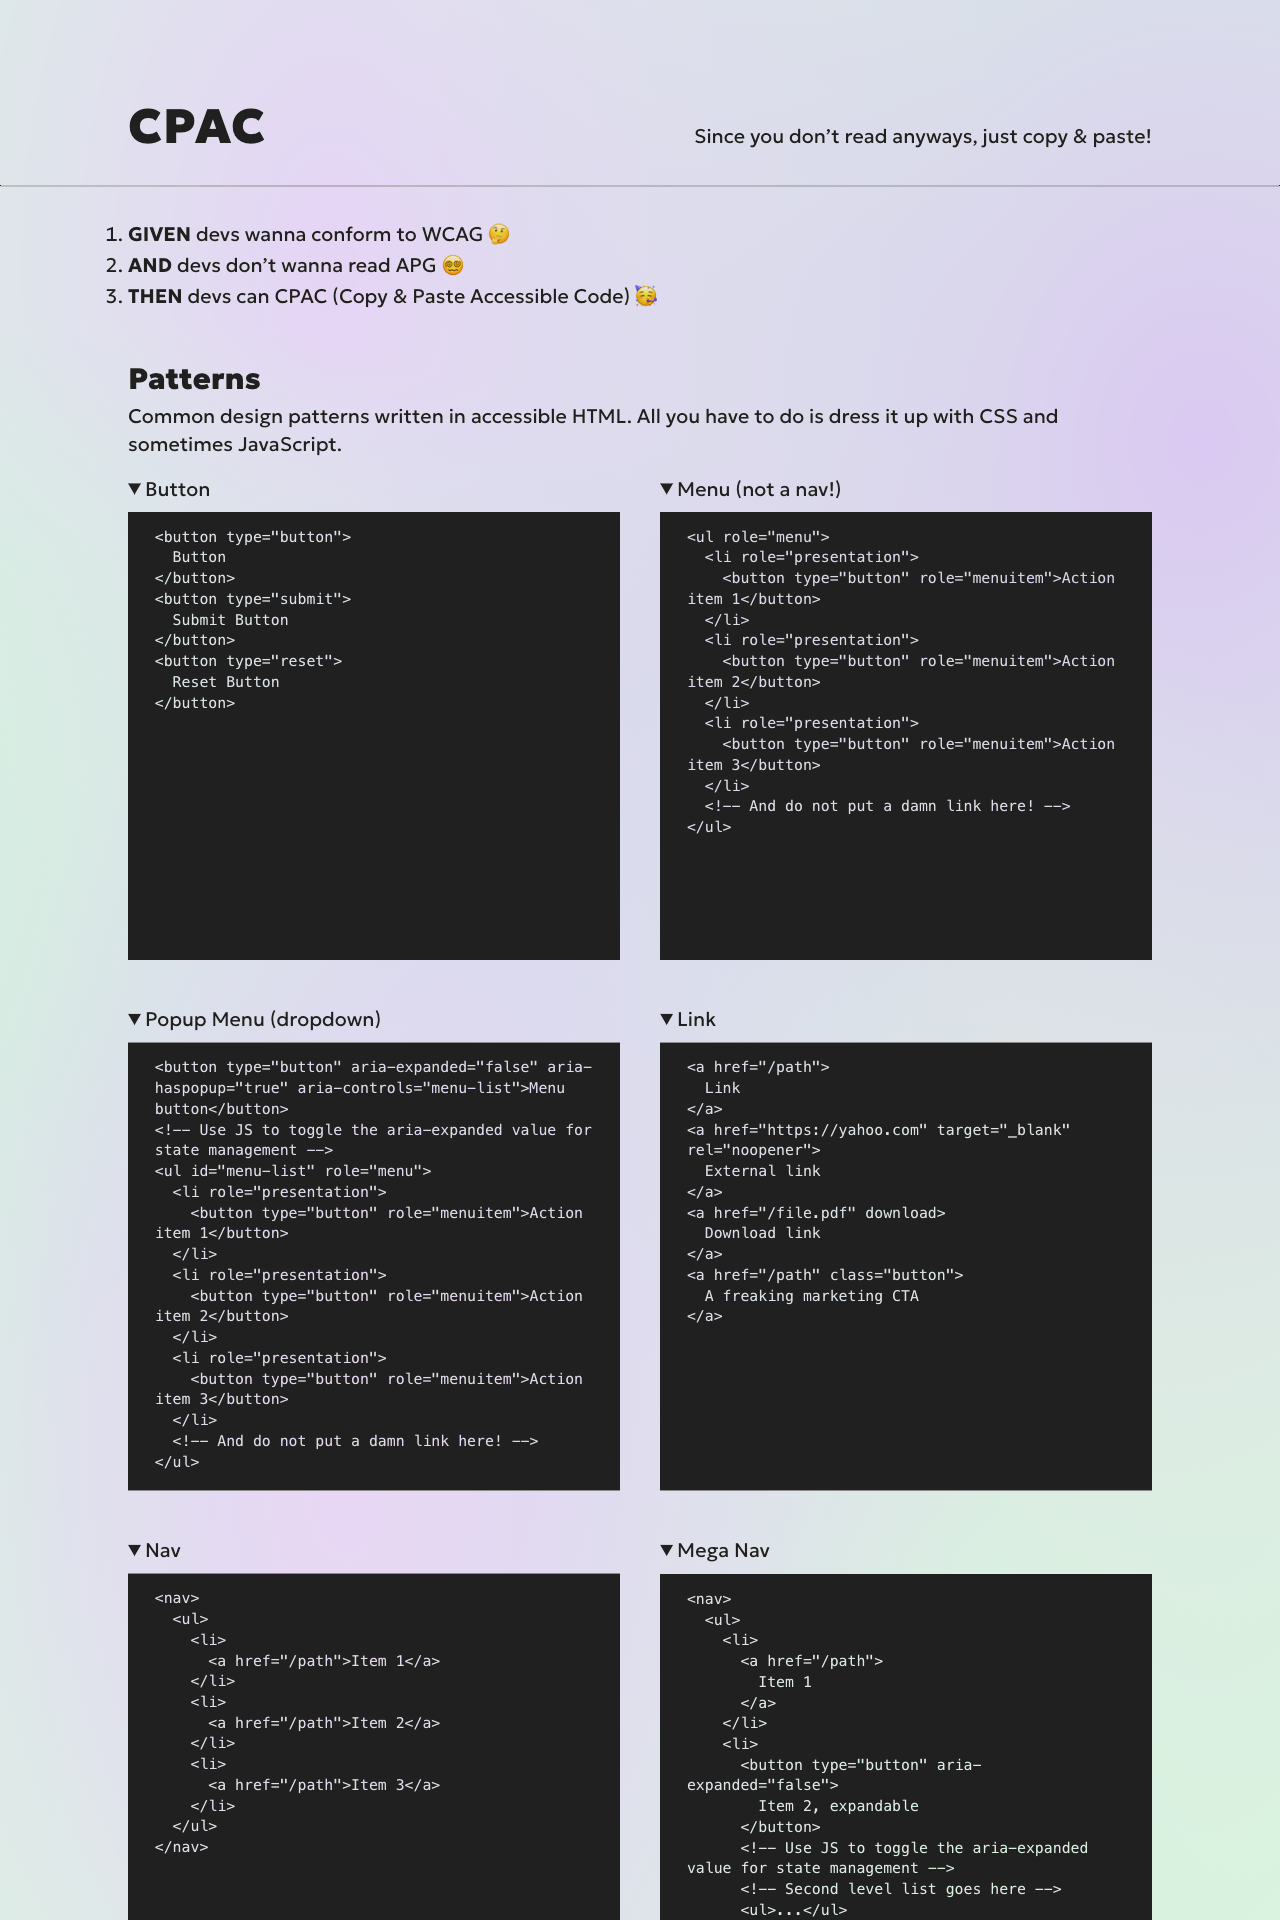 CPAC
Since you don’t read anyways, just copy & paste!
1. GIVEN devs wanna conform to WCAG 🤔
2. AND devs don’t wanna read APG 😵‍💫
3. THEN devs can CPAC (Copy & Paste Accessible Code) 🥳
Patterns
Common design patterns written in accessible HTML. All you have to do is dress it up with CSS and
sometimes JavaScript.
▼ Button
<button type="button">
  Button
</button>
<button type="submit">
  Submit Button
</button>
<button type="reset">
  Reset Button
</button>
▼ Menu (not a nav!)
<ul role="menu">
  <li role="presentation">
    <button type="button" role="menuitem">Action
item 1</button>
  </li>
  <li role="presentation">
    <button type="button" role="menuitem">Action
item 2</button>
  </li>
  <li role="presentation">
    <button type="button" role="menuitem">Action
item 3</button>
  </li>
  <!-- And do not put a damn link here! -->
</ul>
▼ Popup Menu (dropdown)
<button type="button" aria-expanded="false" aria-
haspopup="true" aria-controls="menu-list">Menu
button</button>
<!-- Use JS to toggle the aria-expanded value for
state management -->
<ul id="menu-list" role="menu">
  <li role="presentation">
    <button type="button" role="menuitem">Action
item 1</button>
  </li>
  <li role="presentation">
    <button type="button" role="menuitem">Action
item 2</button>
  </li>
  <li role="presentation">
    <button type="button" role="menuitem">Action
item 3</button>
  </li>
  <!-- And do not put a damn link here! -->
</ul>
▼ Link
<a href="/path">
  Link
</a>
<a href="https://yahoo.com" target="_blank"
rel="noopener">
  External link
</a>
<a href="/file.pdf" download>
  Download link
</a>
<a href="/path" class="button">
  A freaking marketing CTA
</a>
▼ Nav
<nav>
  <ul>
    <li>
      <a href="/path">Item 1</a>
    </li>
    <li>
      <a href="/path">Item 2</a>
    </li>
    <li>
      <a href="/path">Item 3</a>
    </li>
  </ul>
</nav>
▼ Mega Nav
<nav>
  <ul>
    <li>
      <a href="/path">
        Item 1
      </a>
    </li>
    <li>
      <button type="button" aria-
expanded="false">
        Item 2, expandable
      </button>
      <!-- Use JS to toggle the aria-expanded
value for state management -->
      <!-- Second level list goes here -->
      <ul>...</ul>